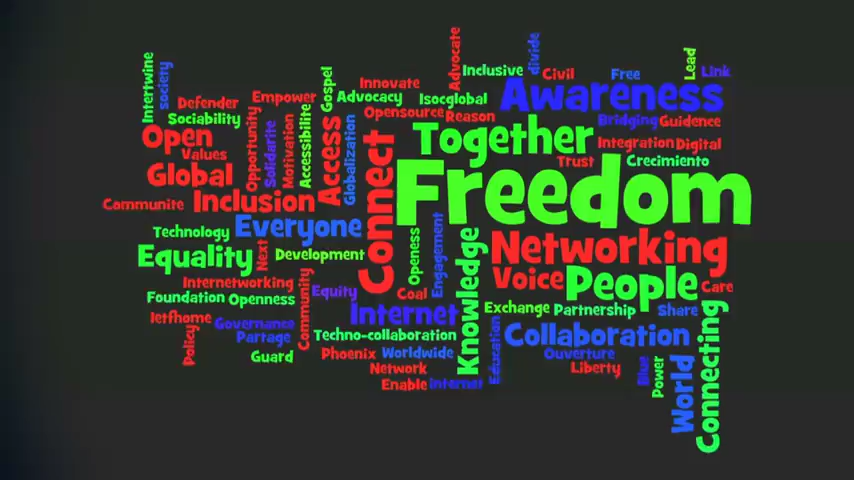 Intertwine
society
Defender
Sociability
Open
Values
Global
Communite
Empower
Opportunity
Solidarite
Motivation
Inclusion
Gospel
Accessibilite
Innovate
Advocacy
Access
Globalization
Connect
Opensource
Isocglobal
Advocate
Inclusive
Reason
divide
Civil
Free
Lead
Link
Awareness
Bridging
Guidence
Together
Integration
Digital
Trust
Crecimiento
Freedom
Technology
Everyone
Equality
Next
Development
Internetworking
Foundation
Openness
Community
Equity
Ietfhome
Policy
Governance
Partage
Guard
Openess
Engagement
Coal
Internet
Techno-collaboration
Phoenix
Worldwide
Network
Enable
Internet
Knowledge
Education
Networking
Voice
People
Care
Exchange
Partnership
Share
Collaboration
Ouverture
Liberty
Blue
Power
World
Connecting